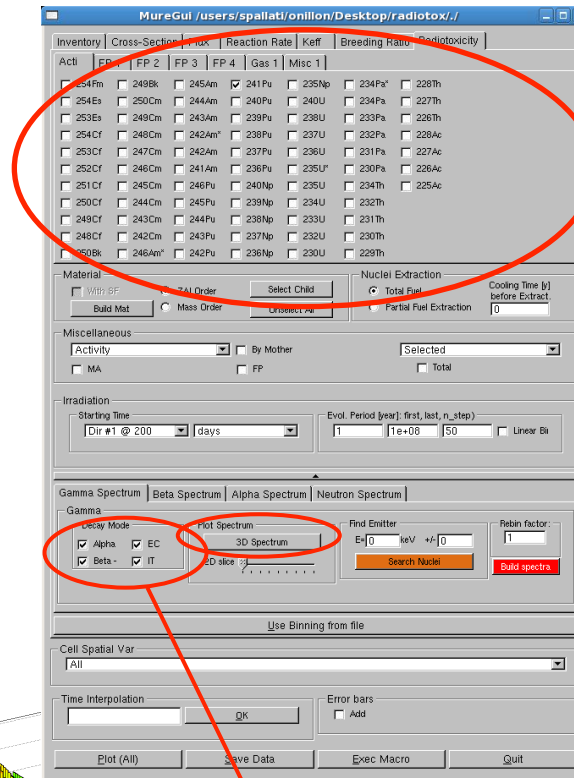 MureGui /users/spallati/onillon/Desktop/radiotox/./
Inventory Cross-Section Flux Reaction Rate Keff Breeding Ratio Radiotoxicity
Acti FP 1 FP 2 FP 3 FP 4 Gas 1 Misc 1
254Fm 249Bk 245Am 241Pu 235Np 234Pa* 228Th
254Es 250Cm 244Am 240Pu 240U 234Pa 227Th
253Es 249Cm 243Am 239Pu 238U 233Pa 226Th
254Cf 248Cm 242Am* 238Pu 237U 232Pa 228Ac
253Cf 247Cm 242Am 237Pu 236U 231Pa 227Ac
252Cf 246Cm 241Am 236Pu 235U* 230Pa 226Ac
251Cf 245Cm 246Pu 240Np 235U 234Th 225Ac
250Cf 244Cm 245Pu 239Np 234U 232Th
249Cf 243Cm 244Pu 238Np 233U 231Th
248Cf 242Cm 243Pu 237Np 232U 230Th
250Bk 246Am* 242Pu 236Np 230U 229Th
Material Nuclei Extraction
With SF ZAI Order Select Child Total Fuel Cooling Time [y]
before Extract.
Build Mat Mass Order Unselect All Partial Fuel Extraction 0
Miscellaneous
Activity By Mother Selected
MA FP Total
Irradiation
Starting Time Evol. Period [year]: first, last, n_step)
Dir #1 @ 200 days 1 1e+08 50 Linear Bi
Gamma Spectrum Beta Spectrum Alpha Spectrum Neutron Spectrum
Gamma
Decay Mode Plot Spectrum Find Emitter Rebin factor:
Alpha EC 3D Spectrum E= 0 keV +/- 0 1
Beta - IT 2D slice Search Nuclei Build spectra
Use Binning from file
Cell Spatial Var
All
Time Interpolation Error bars
OK Add
Plot (All) Save Data Exec Macro Quit